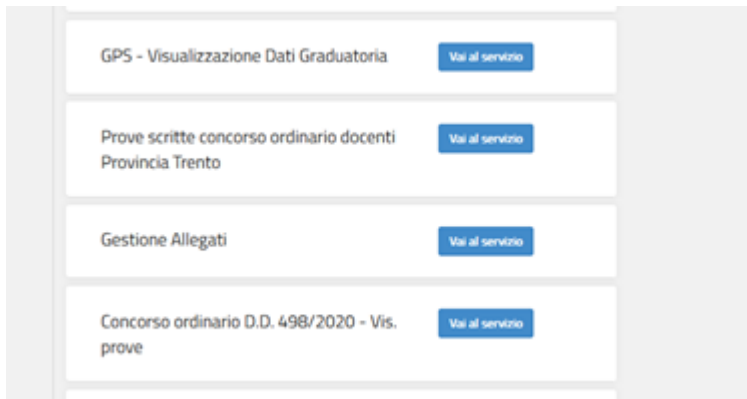 GPS - Visualizzazione Dati Graduatoria
Vai al servizio
Prove scritte concorso ordinario docenti
Provincia Trento
Vai al servizio
Gestione Allegati
Vai al servizio
Concorso ordinario D.D. 498/2020 - Vis.
prove
Vai al servizio